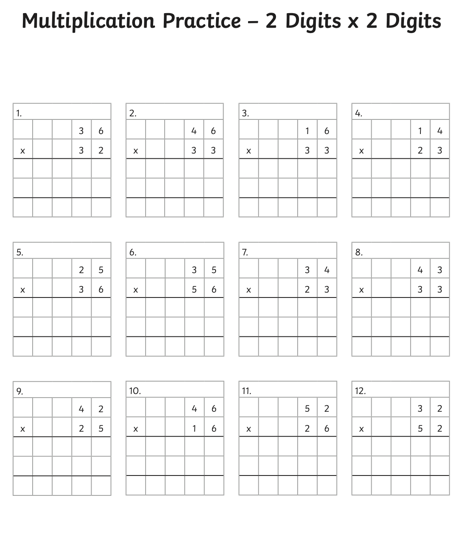 Multiplication Practice – 2 Digits x 2 Digits
1. 2. 3. 4.
3 6 4 6 1 6 1 4
x 3 2 x 3 3 x 3 3 x 2 3
5. 6. 7. 8.
2 5 3 5 3 4 4 3
x 3 6 x 5 6 x 2 3 x 3 3
9. 10. 11. 12.
4 2 4 6 5 2 3 2
x 2 5 x 1 6 x 2 6 x 5 2